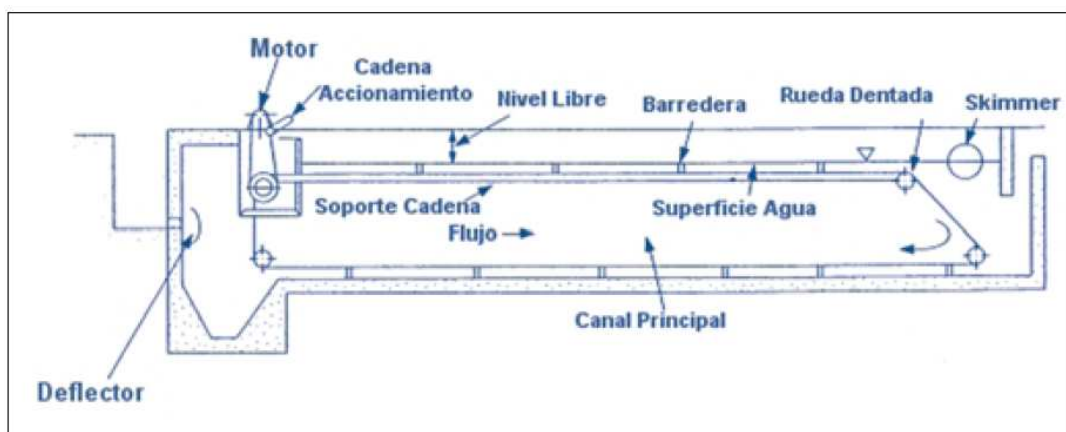 Motor
Cadena
Accionamiento
Nivel Libre
Barredera
Rueda Dentada
Skimmer
Soporte Cadena
Superficie Agua
Flujo
Canal Principal
Deflector